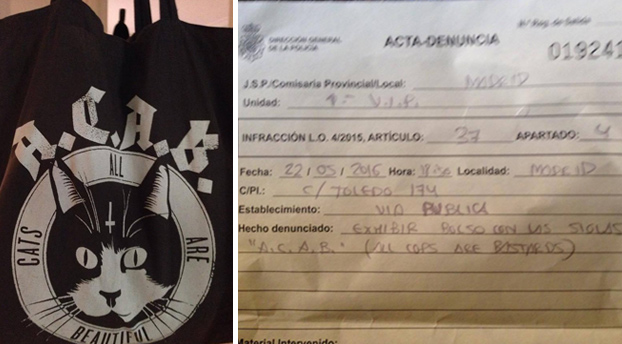 A.C.A.B.
ALL
CATS
ARE
BEAUTIFUL
DIRECCIÓN GENERAL
DE LA POLICÍA
ACTA-DENUNCIA
019241
J.S.P./Comisaría Provincial/Local: MADRID
Unidad: V.I.P.
INFRACCIÓN L.O. 4/2015, ARTÍCULO: 37 APARTADO: 4
Fecha: 22 / 05 / 2016 Hora: Localidad: MADRID
C/Pl.: C/ TOLEDO 174
Establecimiento: VIA PUBLICA
Hecho denunciado: EXHIBIR BOLSO CON LAS SIGLAS
"A.C.A.B." (ALL COPS ARE BASTARDS)
Material Intervenido: